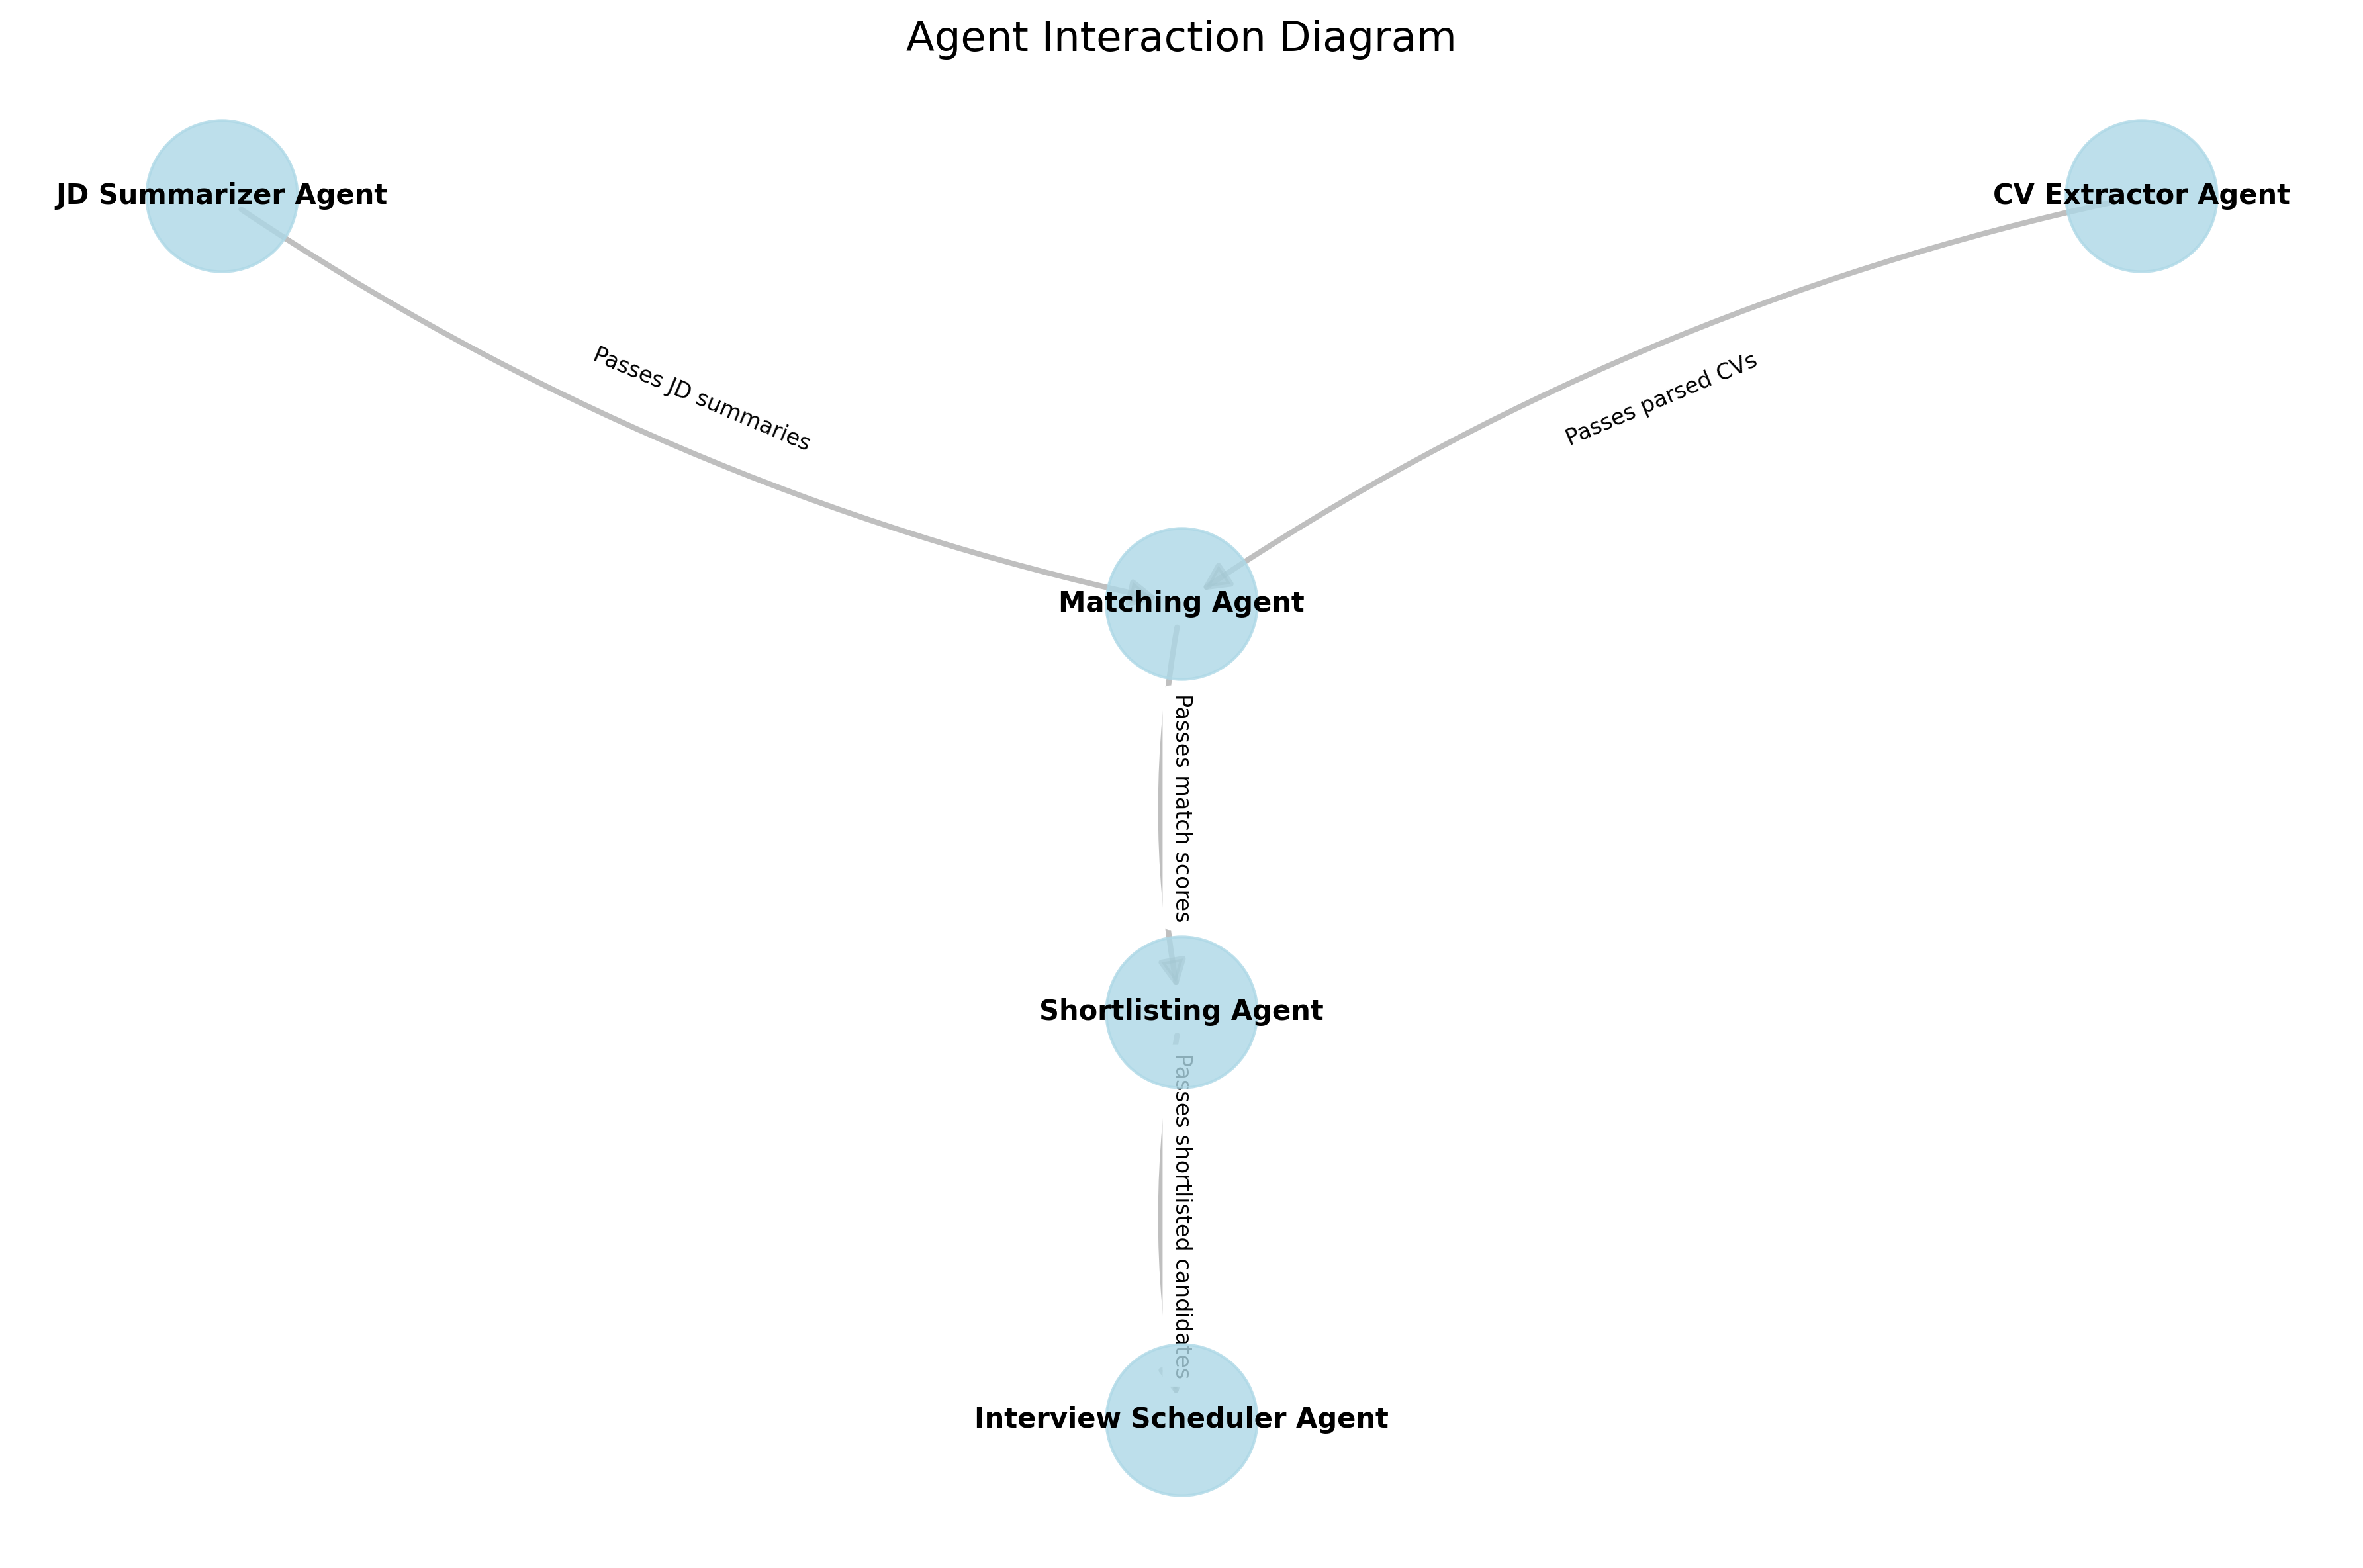 Agent Interaction Diagram
JD Summarizer Agent
CV Extractor Agent
Passes JD summaries
Passes parsed CVs
Matching Agent
Passes match scores
Shortlisting Agent
Passes shortlisted candidates
Interview Scheduler Agent